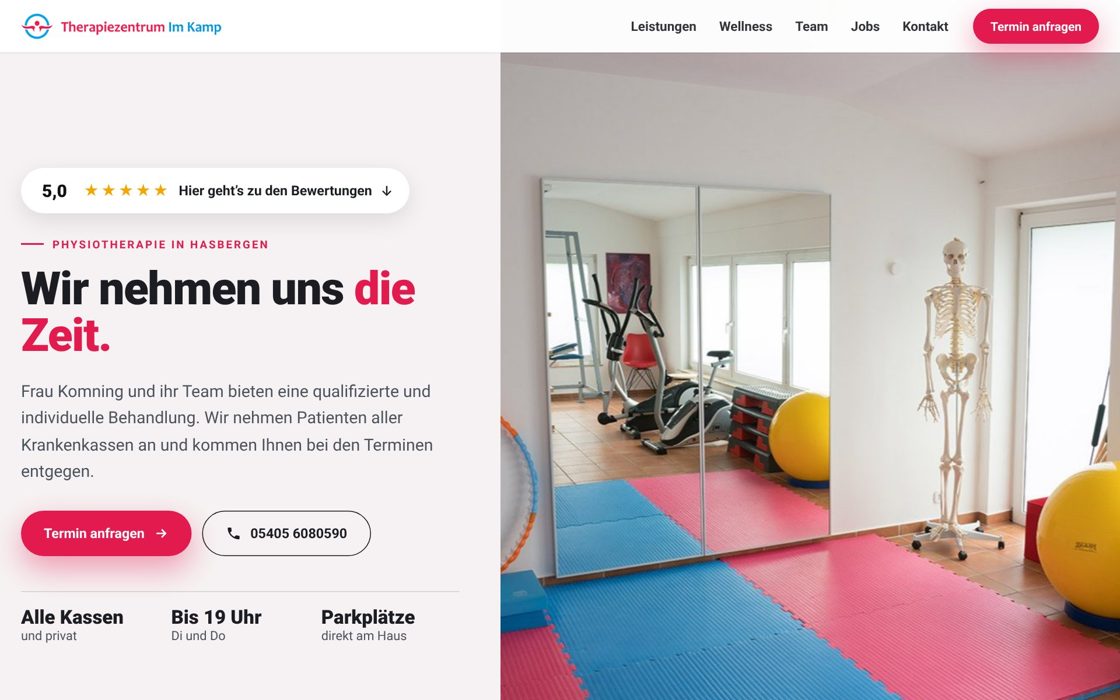 Therapiezentrum Im Kamp
Leistungen Wellness Team Jobs Kontakt Termin anfragen
5,0 ★★★★★ Hier geht's zu den Bewertungen ↓
PHYSIOTHERAPIE IN HASBERGEN
Wir nehmen uns die
Zeit.
Frau Komning und ihr Team bieten eine qualifizierte und
individuelle Behandlung. Wir nehmen Patienten aller
Krankenkassen an und kommen Ihnen bei den Terminen
entgegen.
Termin anfragen → 05405 6080590
Alle Kassen Bis 19 Uhr Parkplätze
und privat Di und Do direkt am Haus